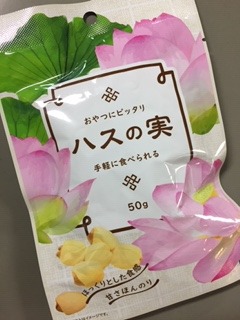 おやつにピッタリ
ハスの実
手軽に食べられる
50g
ほっくりとした食感
甘さほんのり